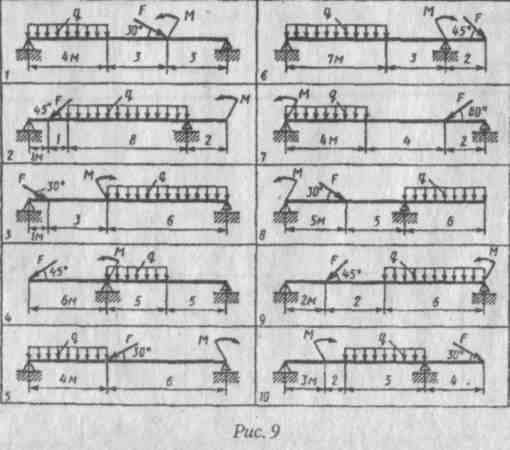 q F 30° M
4м 3 3
1
q M 45° F
7м 3 2
6
45° F q M
1м 1 8 2
2
M q F 60°
4м 4 2
7
F 30° M q
1м 3 6
3
M 30° F q
5м 5 6
8
F 45° M q
6м 5 5
4
F 45° q M
2м 2 6
9
q F 30° M
4м 6
5
M q 30° F
3м 2 5 4
10
Рис. 9